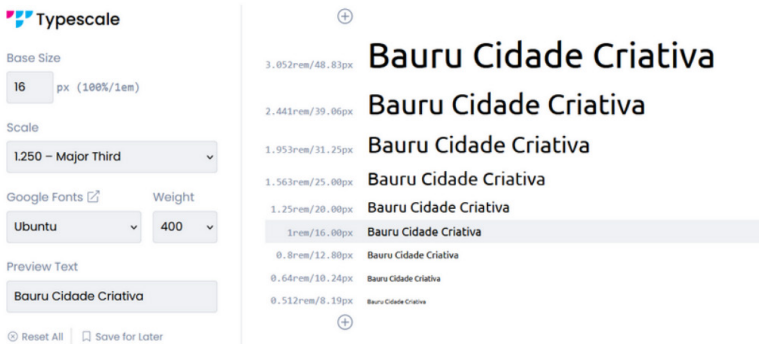 Typescale
Base Size
16 px (100%/1em)
Scale
1.250 – Major Third
Google Fonts Weight
Ubuntu 400
Preview Text
Bauru Cidade Criativa
Reset All Save for Later
3.052rem/48.83px Bauru Cidade Criativa
2.441rem/39.06px Bauru Cidade Criativa
1.953rem/31.25px Bauru Cidade Criativa
1.563rem/25.00px Bauru Cidade Criativa
1.25rem/20.00px Bauru Cidade Criativa
1rem/16.00px Bauru Cidade Criativa
0.8rem/12.80px Bauru Cidade Criativa
0.64rem/10.24px Bauru Cidade Criativa
0.512rem/8.19px Bauru Cidade Criativa